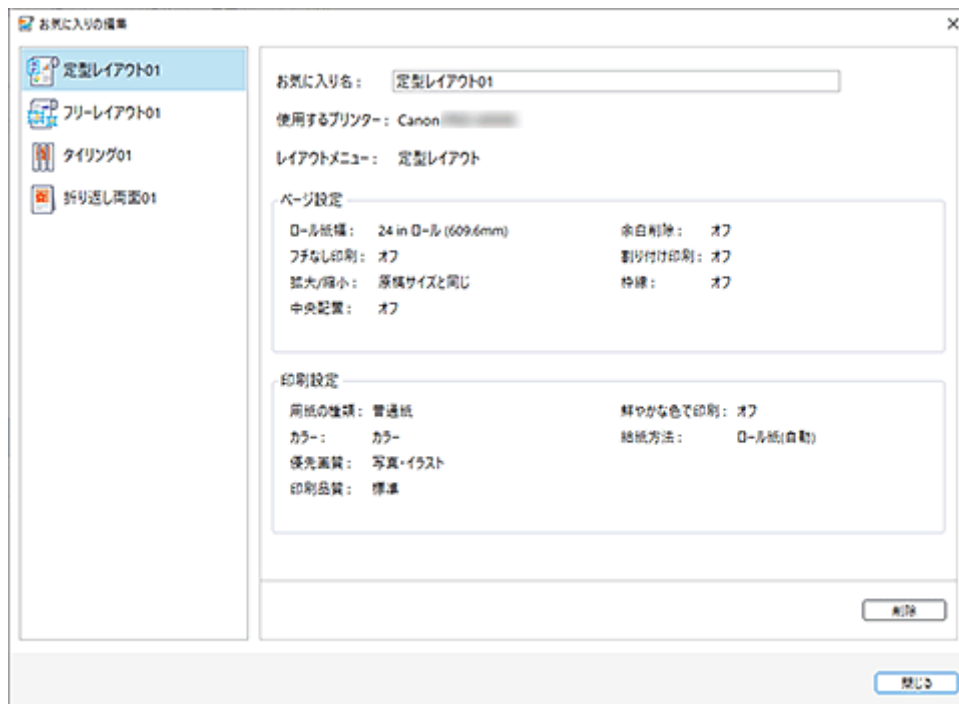 お気に入りの編集
定型レイアウト01
フリーレイアウト01
タイリング01
折り返し両面01
お気に入り名： 定型レイアウト01
使用するプリンター： Canon
レイアウトメニュー： 定型レイアウト
ページ設定
ロール紙幅： 24 in ロール (609.6mm) 余白削除： オフ
フチなし印刷： オフ 割り付け印刷： オフ
拡大/縮小： 原稿サイズと同じ 枠線： オフ
中央配置： オフ
印刷設定
用紙の種類： 普通紙 鮮やかな色で印刷： オフ
カラー： カラー 給紙方法： ロール紙(自動)
優先画質： 写真・イラスト
印刷品質： 標準
削除
閉じる